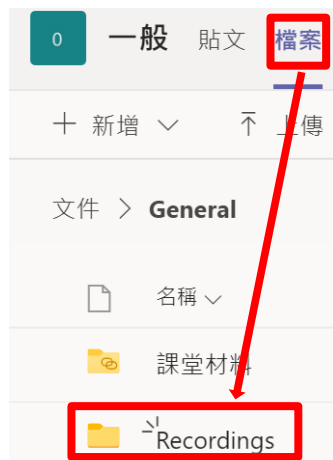 0 一般 貼文 檔案
新增 上傳
文件 > General
名稱
課堂材料
Recordings